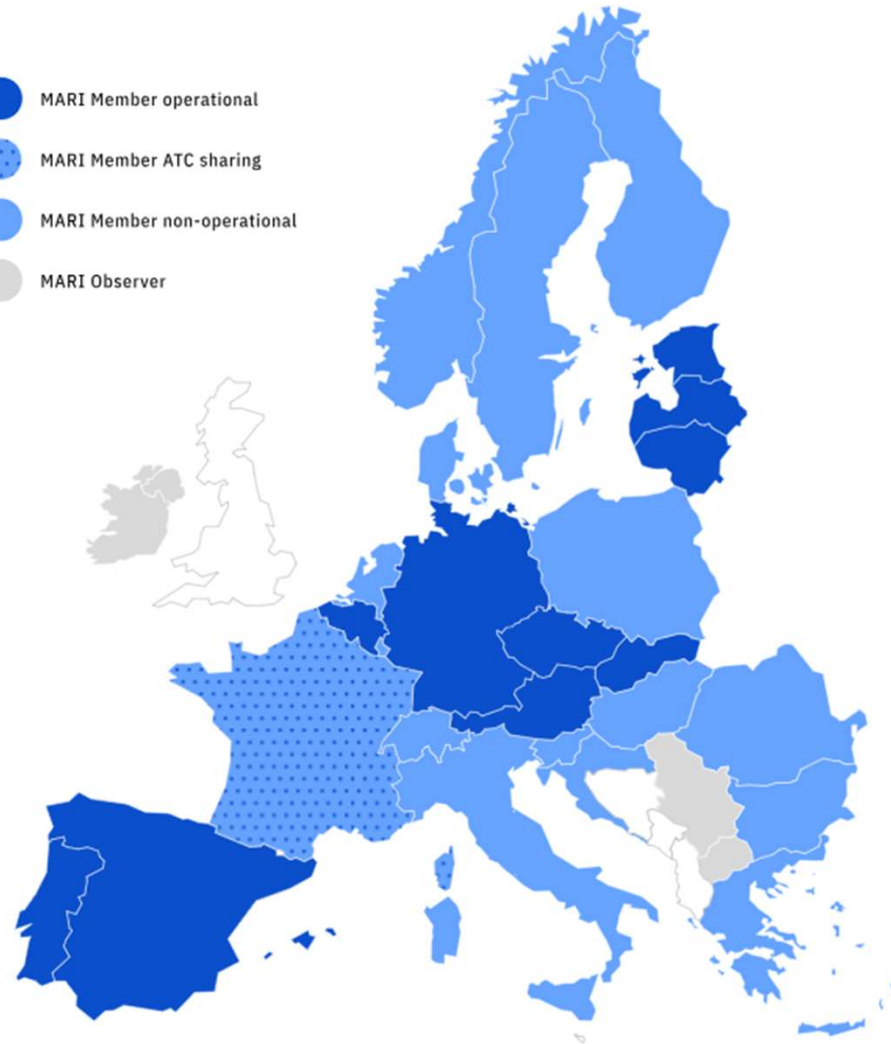 MARI Member operational
MARI Member ATC sharing
MARI Member non-operational
MARI Observer